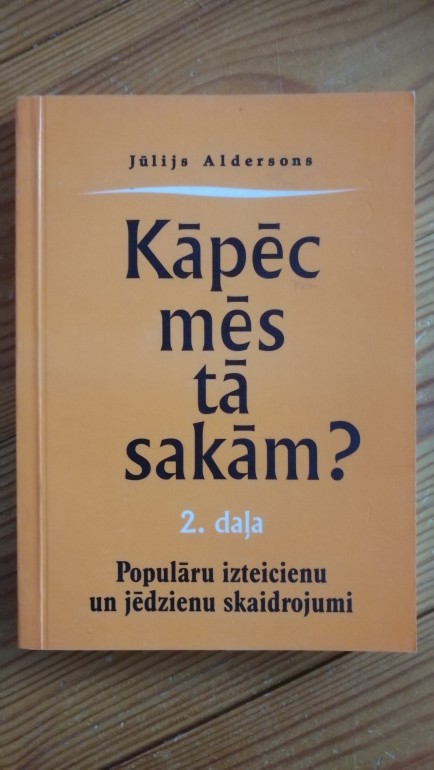 Jūlijs Aldersons
Kāpēc
mēs
tā
sakām?
2. daļa
Populāru izteicienu
un jēdzienu skaidrojumi